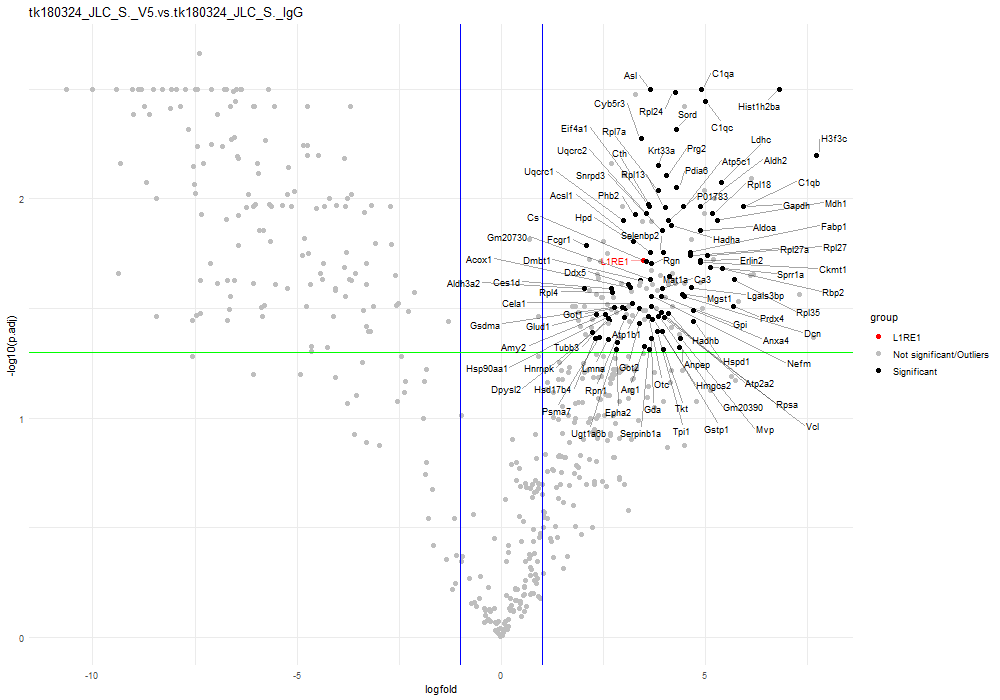 tk180324_JLC_S._V5.vs.tk180324_JLC_S._IgG
Asl
C1qa
Cyb5r3
Rpl24
Sord
Hist1h2ba
Eif4a1
Rpl7a
C1qc
Ldhc
H3f3c
Uqcrc2
Cth
Krt33a
Prg2
Atp5c1
Aldh2
Uqcrc1
Snrpd3
Rpl13
Pdia6
Rpl18
C1qb
Acsl1
Phb2
P01783
Gapdh
Mdh1
Cs
Hpd
Selenbp2
Aldoa
Fabp1
Gm20730
Fcgr1
Hadha
Rpl27a
Rpl27
Acox1
Dmbt1
L1RE1
Rgn
Erlin2
Ckmt1
Aldh3a2
Ces1d
Ddx5
Mat1a
Ca3
Sprr1a
Rbp2
Rpl4
Mgst1
Lgals3bp
Cela1
Got1
Prdx4
Rpl35
Gsdma
Glud1
Atp1b1
Gpi
Dcn
Amy2
Tubb3
Hadhb
Anxa4
Hsp90aa1
Hnrnpk
Lmna
Got2
Anpep
Hspd1
Nefm
Dpysl2
Hsd17b4
Rpn1
Arg1
Otc
Hmgcs2
Atp2a2
Psma7
Epha2
Gda
Tkt
Gm20390
Rpsa
Ugt1a6b
Serpinb1a
Tpi1
Gstp1
Mvp
Vcl
2
1
0
-log10(p.adj)
-10
-5
0
5
logfold
group
L1RE1
Not significant/Outliers
Significant